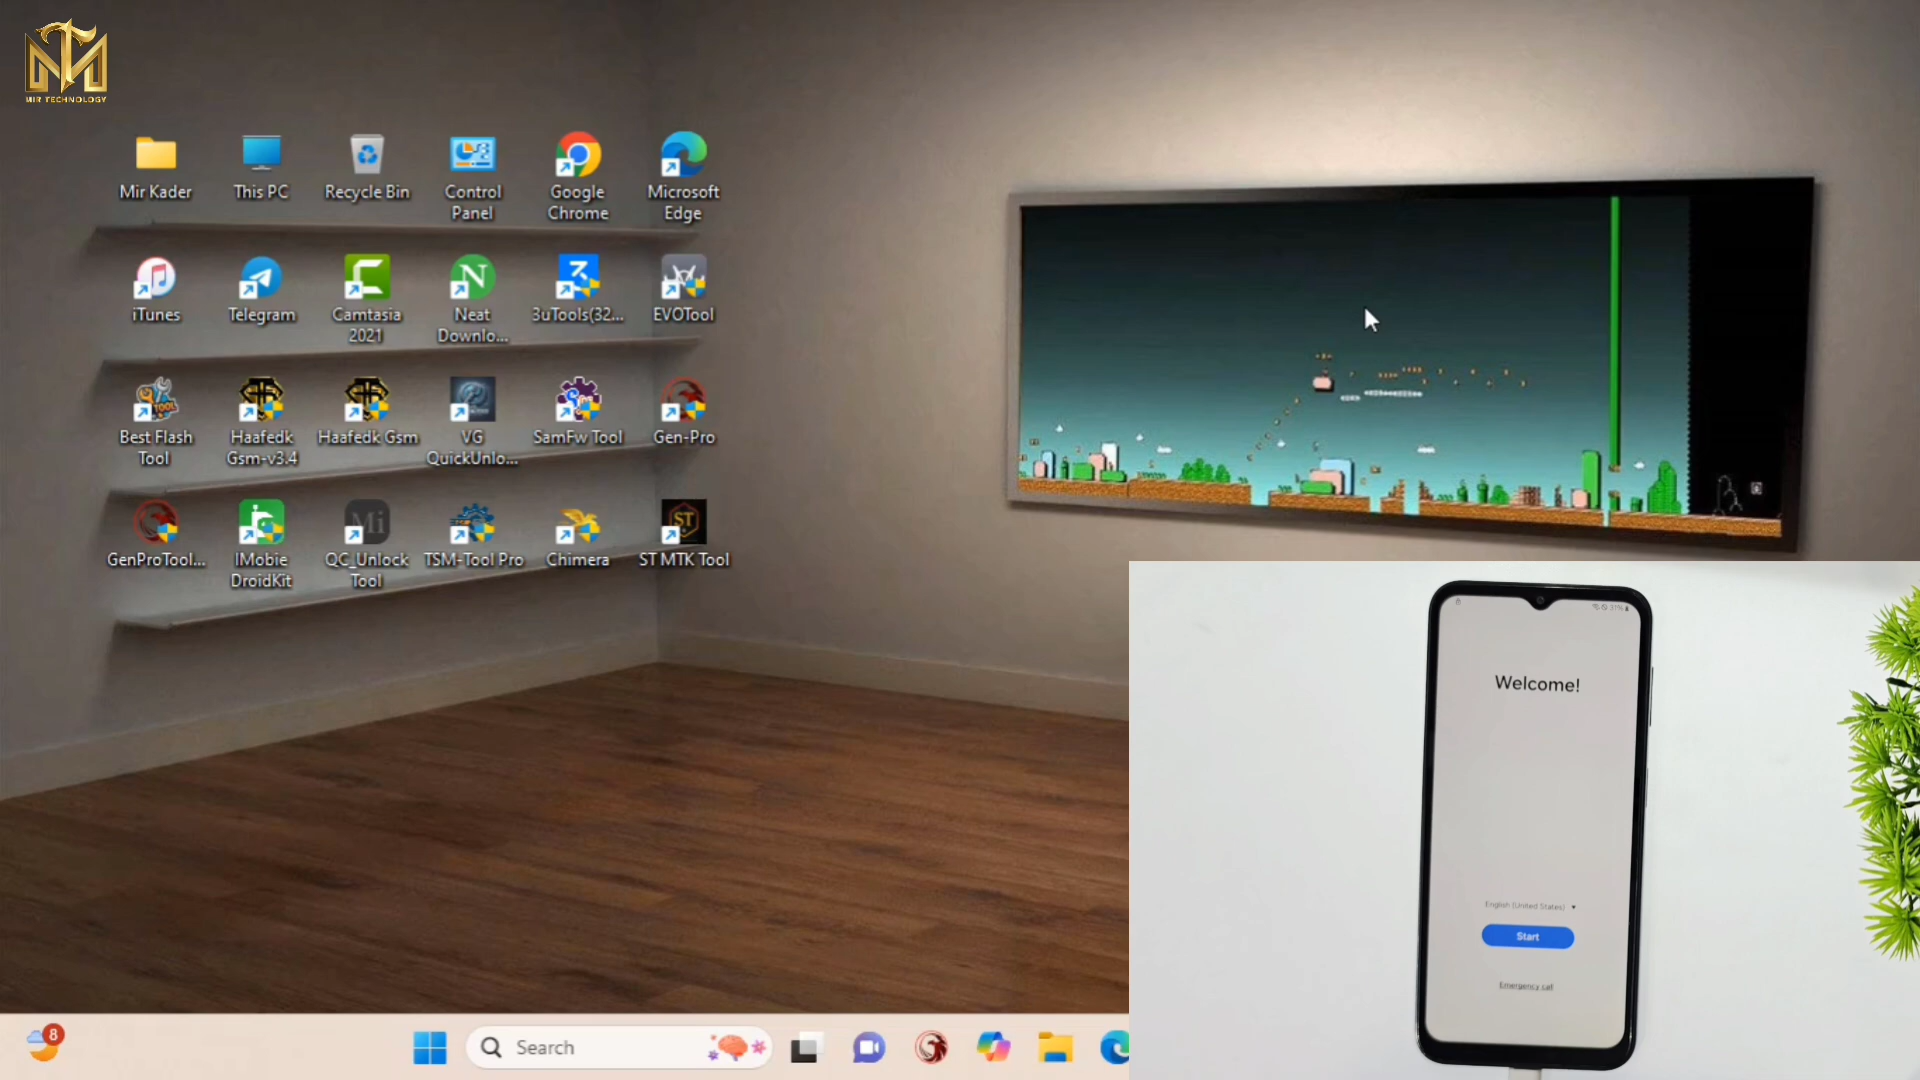 MIR TECHNOLOGY
Mir Kader
This PC
Recycle Bin
Control
Panel
Google
Chrome
Microsoft
Edge
iTunes
Telegram
Camtasia
2021
Neat
Downlo...
3uTools(32...
EVOTool
Best Flash
Tool
Haafedk
Gsm-v3.4
Haafedk Gsm
VG
QuickUnlo...
SamFw Tool
Gen-Pro
GenProTool...
IMobie
DroidKit
QC_Unlock
Tool
TSM-Tool Pro
Chimera
ST MTK Tool
31%
Welcome!
English (United States)
Start
Emergency call
8
Search